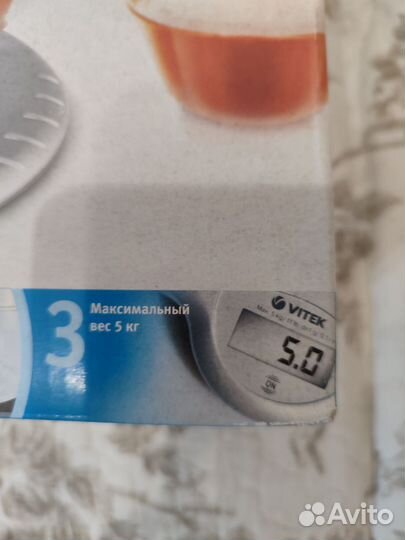 3
Максимальный
вес 5 кг
VITEK
5.0
ON
Avito